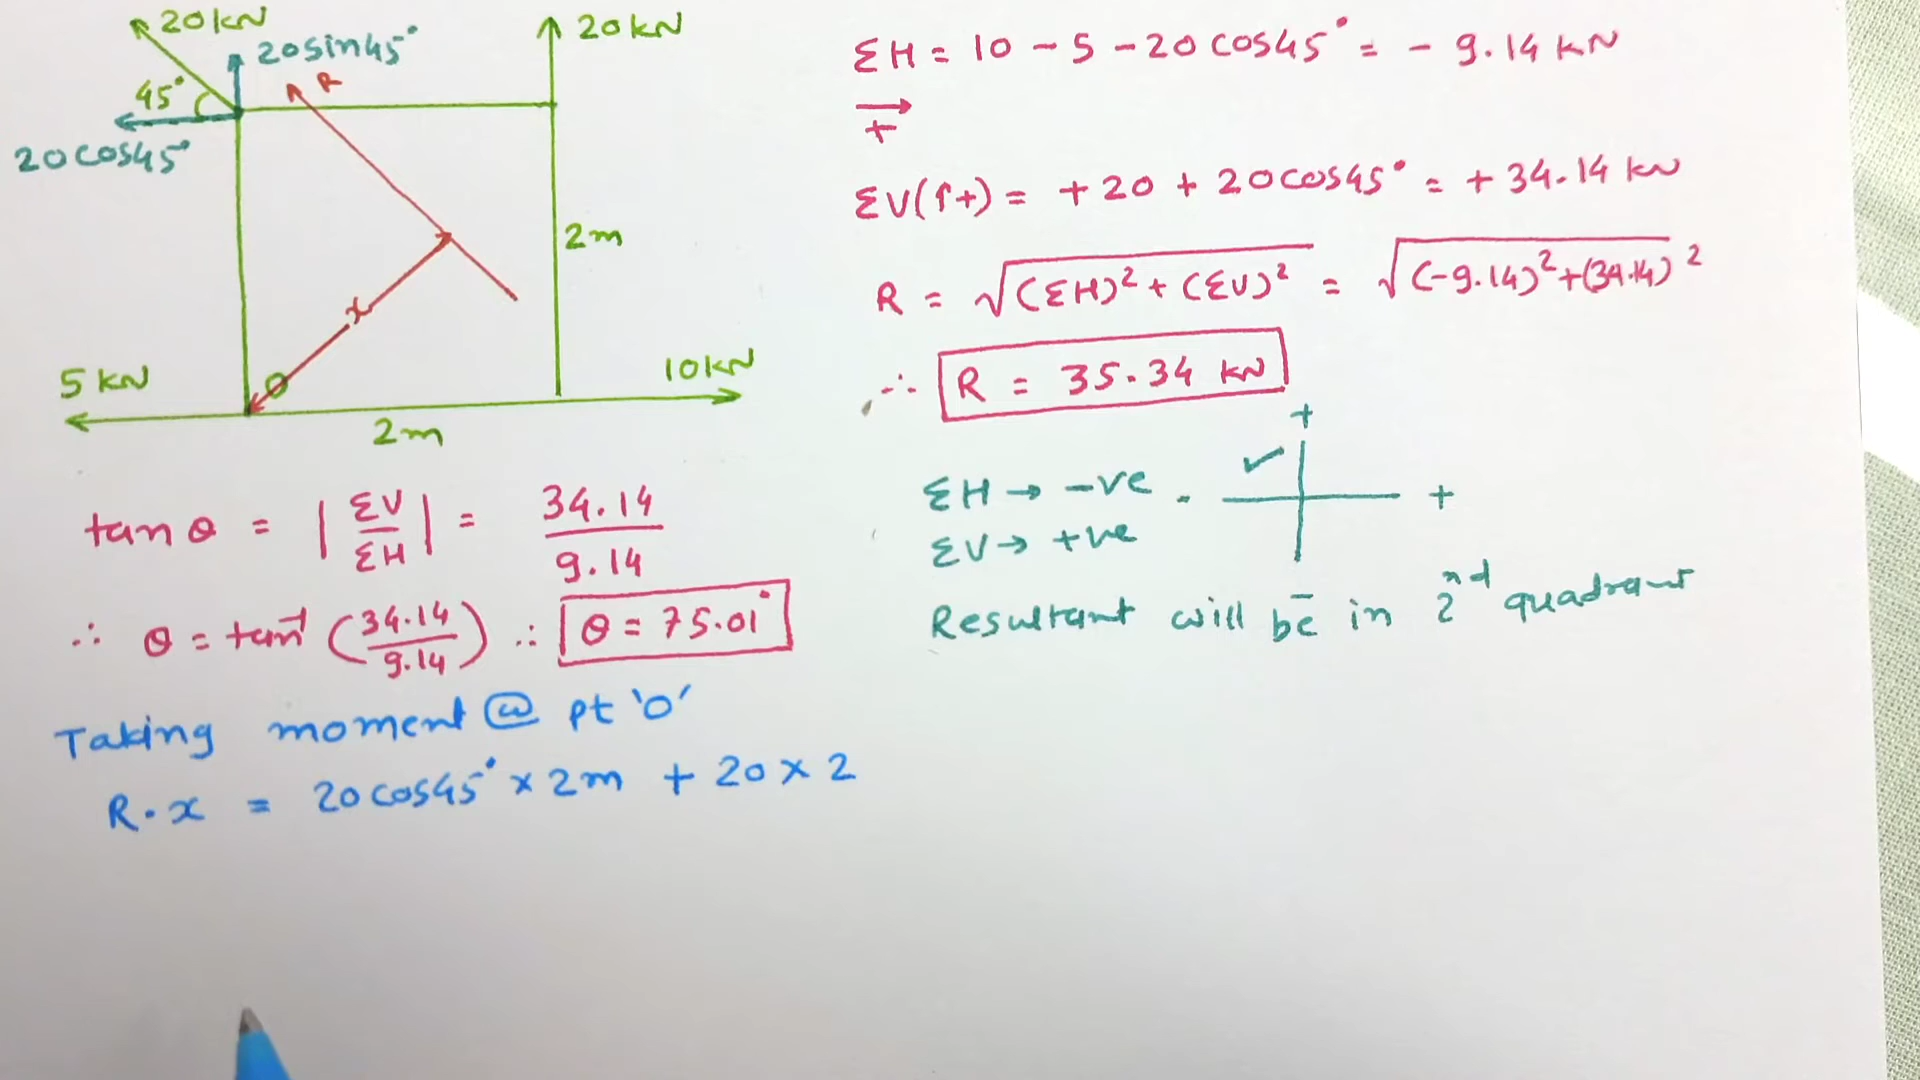 20kN
20sin45°
R
20kN
45°
20cos45°
2m
x
O
5kN
10kN
2m
ΣH = 10 - 5 - 20cos45° = - 9.14 kN
+
ΣV(↑+) = +20 + 20cos45° = +34.14 kN
R = √(ΣH)² + (ΣV)² = √(-9.14)² + (34.14)²
∴ R = 35.34 kN
ΣH → -ve
ΣV → +ve
+
- +
Resultant will be in 2nd quadrant
tan θ = |ΣV/ΣH| = 34.14/9.14
∴ θ = tan⁻¹ (34.14/9.14) ∴ θ = 75.01°
Taking moment @ pt 'O'
R.x = 20cos45° × 2m + 20 × 2